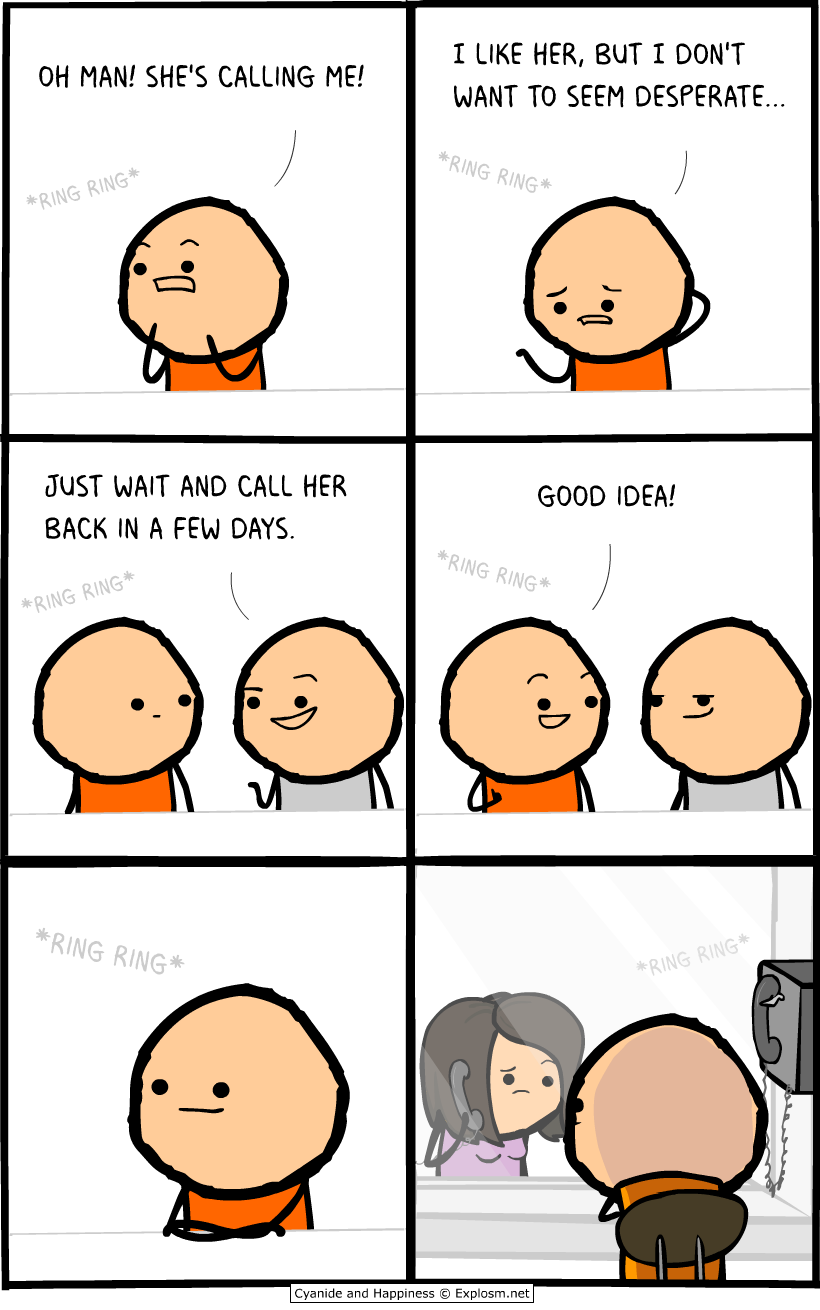 OH MAN! SHE'S CALLING ME!
*RING RING*
I LIKE HER, BUT I DON'T
WANT TO SEEM DESPERATE...
*RING RING*
JUST WAIT AND CALL HER
BACK IN A FEW DAYS.
*RING RING*
GOOD IDEA!
*RING RING*
*RING RING*
*RING RING*
Cyanide and Happiness © Explosm.net